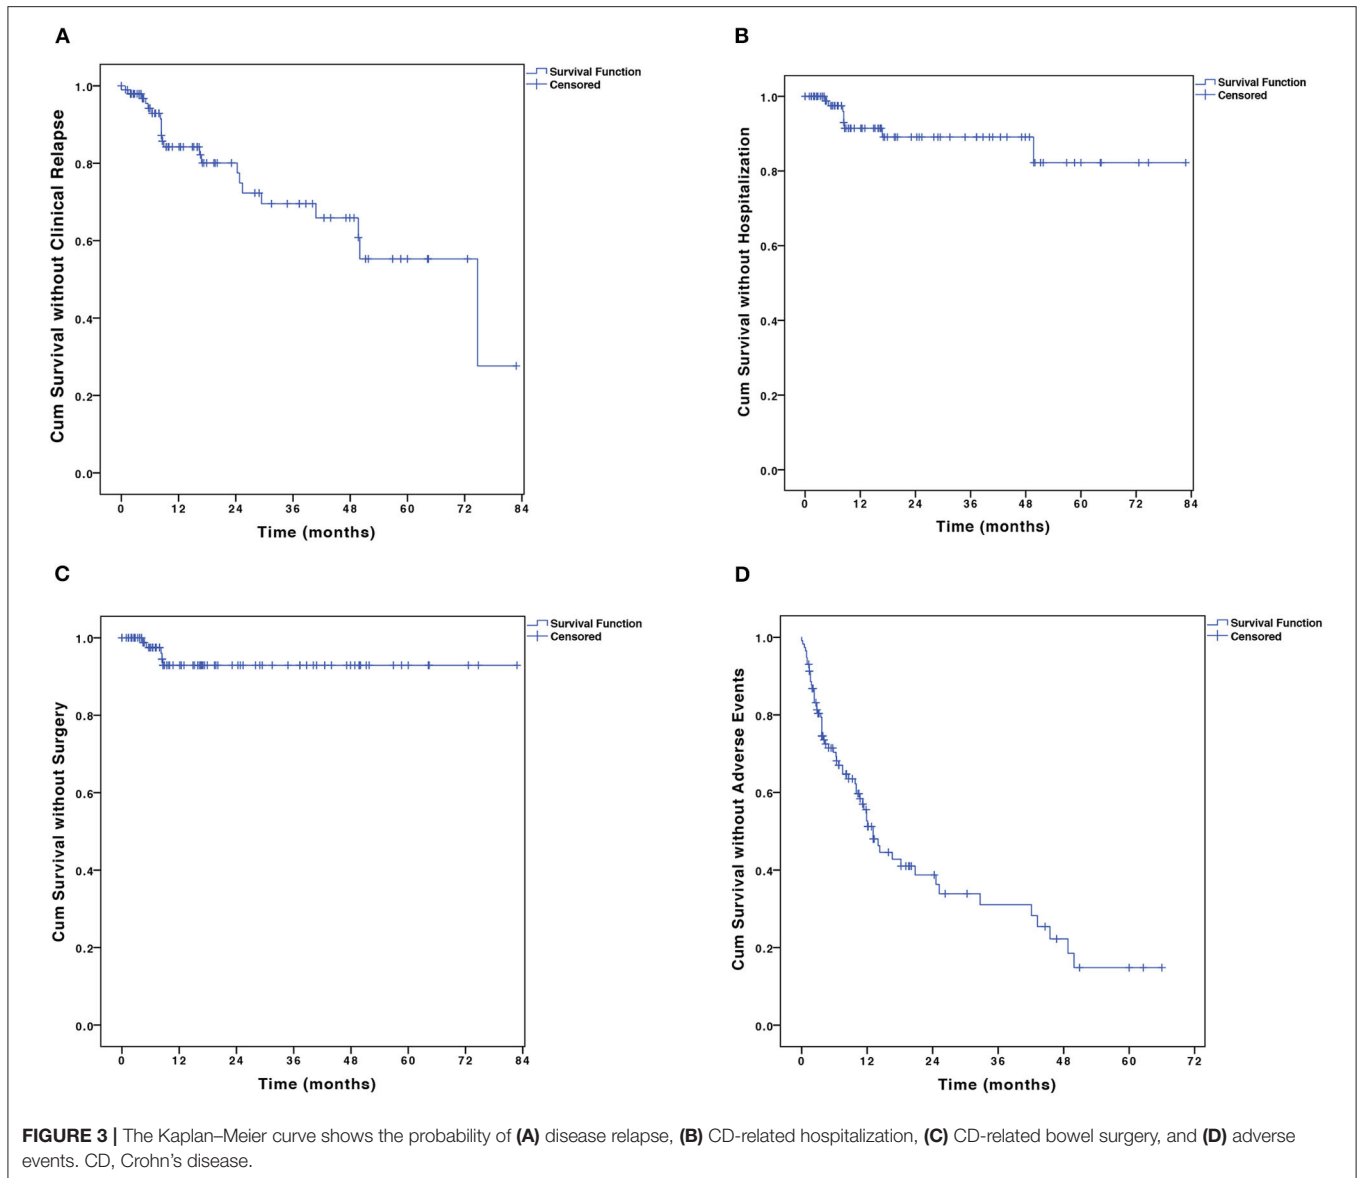 A
Survival Function
Censored
Cum Survival without Clinical Relapse
1.0
0.8
0.6
0.4
0.2
0.0
0 12 24 36 48 60 72 84
Time (months)
B
Survival Function
Censored
Cum Survival without Hospitalization
1.0
0.8
0.6
0.4
0.2
0.0
0 12 24 36 48 60 72 84
Time (months)
C
Survival Function
Censored
Cum Survival without Surgery
1.0
0.8
0.6
0.4
0.2
0.0
0 12 24 36 48 60 72 84
Time (months)
D
Survival Function
Censored
Cum Survival without Adverse Events
1.0
0.8
0.6
0.4
0.2
0.0
0 12 24 36 48 60 72
Time (months)
FIGURE 3 | The Kaplan–Meier curve shows the probability of (A) disease relapse, (B) CD-related hospitalization, (C) CD-related bowel surgery, and (D) adverse
events. CD, Crohn's disease.